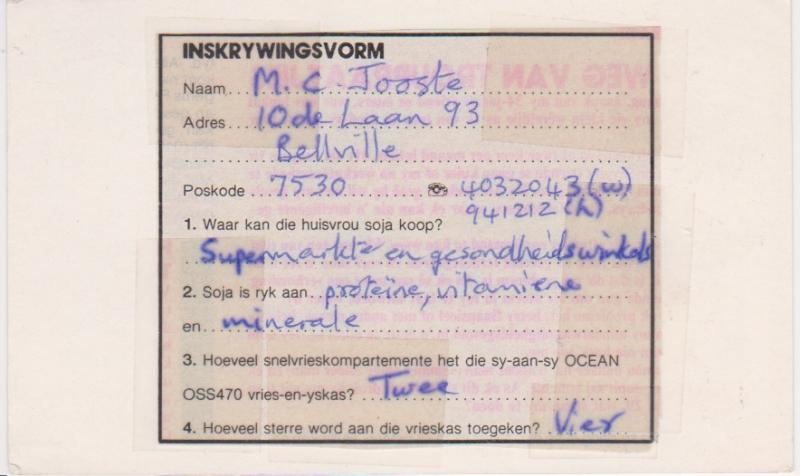 INSKRYWINGSVORM
Naam M. C. Jooste
Adres 10de Laan 93
Bellville
Poskode 7530 ☎ 4032043 (w)
941212 (h)
1. Waar kan die huisvrou soja koop?
Supermarkte en gesondheidswinkels
2. Soja is ryk aan proteïne, vitamiene
en minerale
3. Hoeveel snelvrieskompartemente het die sy-aan-sy OCEAN
OSS470 vries-en-yskas? Twee
4. Hoeveel sterre word aan die vrieskas toegeken? Vier